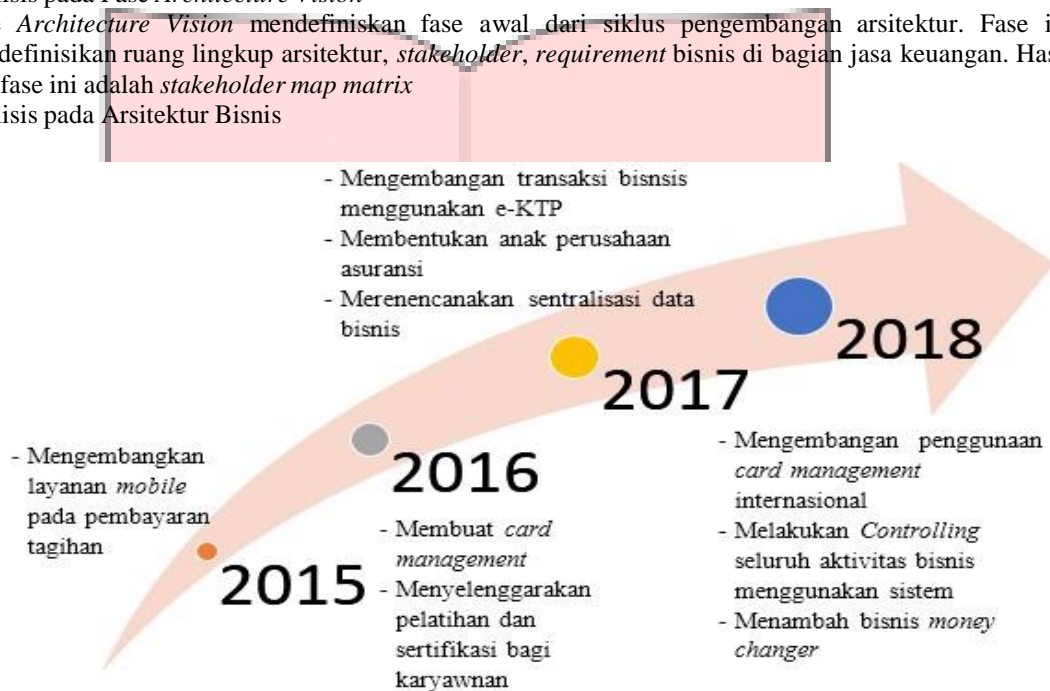 Architecture Vision mendefiniskan fase awal dari siklus pengembangan arsitektur. Fase
definisikan ruang lingkup arsitektur, stakeholder, requirement bisnis di bagian jasa keuangan.
fase ini adalah stakeholder map matrix
pada Arsitektur Bisnis
- Mengembangan transaksi bisnsis
menggunakan e-KTP
- Membentukan anak perusahaan
asuransi
- Merenencanakan sentralisasi data
bisnis
2018
2017
- Mengembangkan
layanan mobile
pada pembayaran
tagihan
2016
- Mengembangan penggunaan
card management
internasional
- Melakukan Controlling
seluruh aktivitas bisnis
menggunakan sistem
- Menambah bisnis money
changer
2015
- Membuat card
management
- Menyelenggarakan
pelatihan dan
sertifikasi bagi
karyawnan